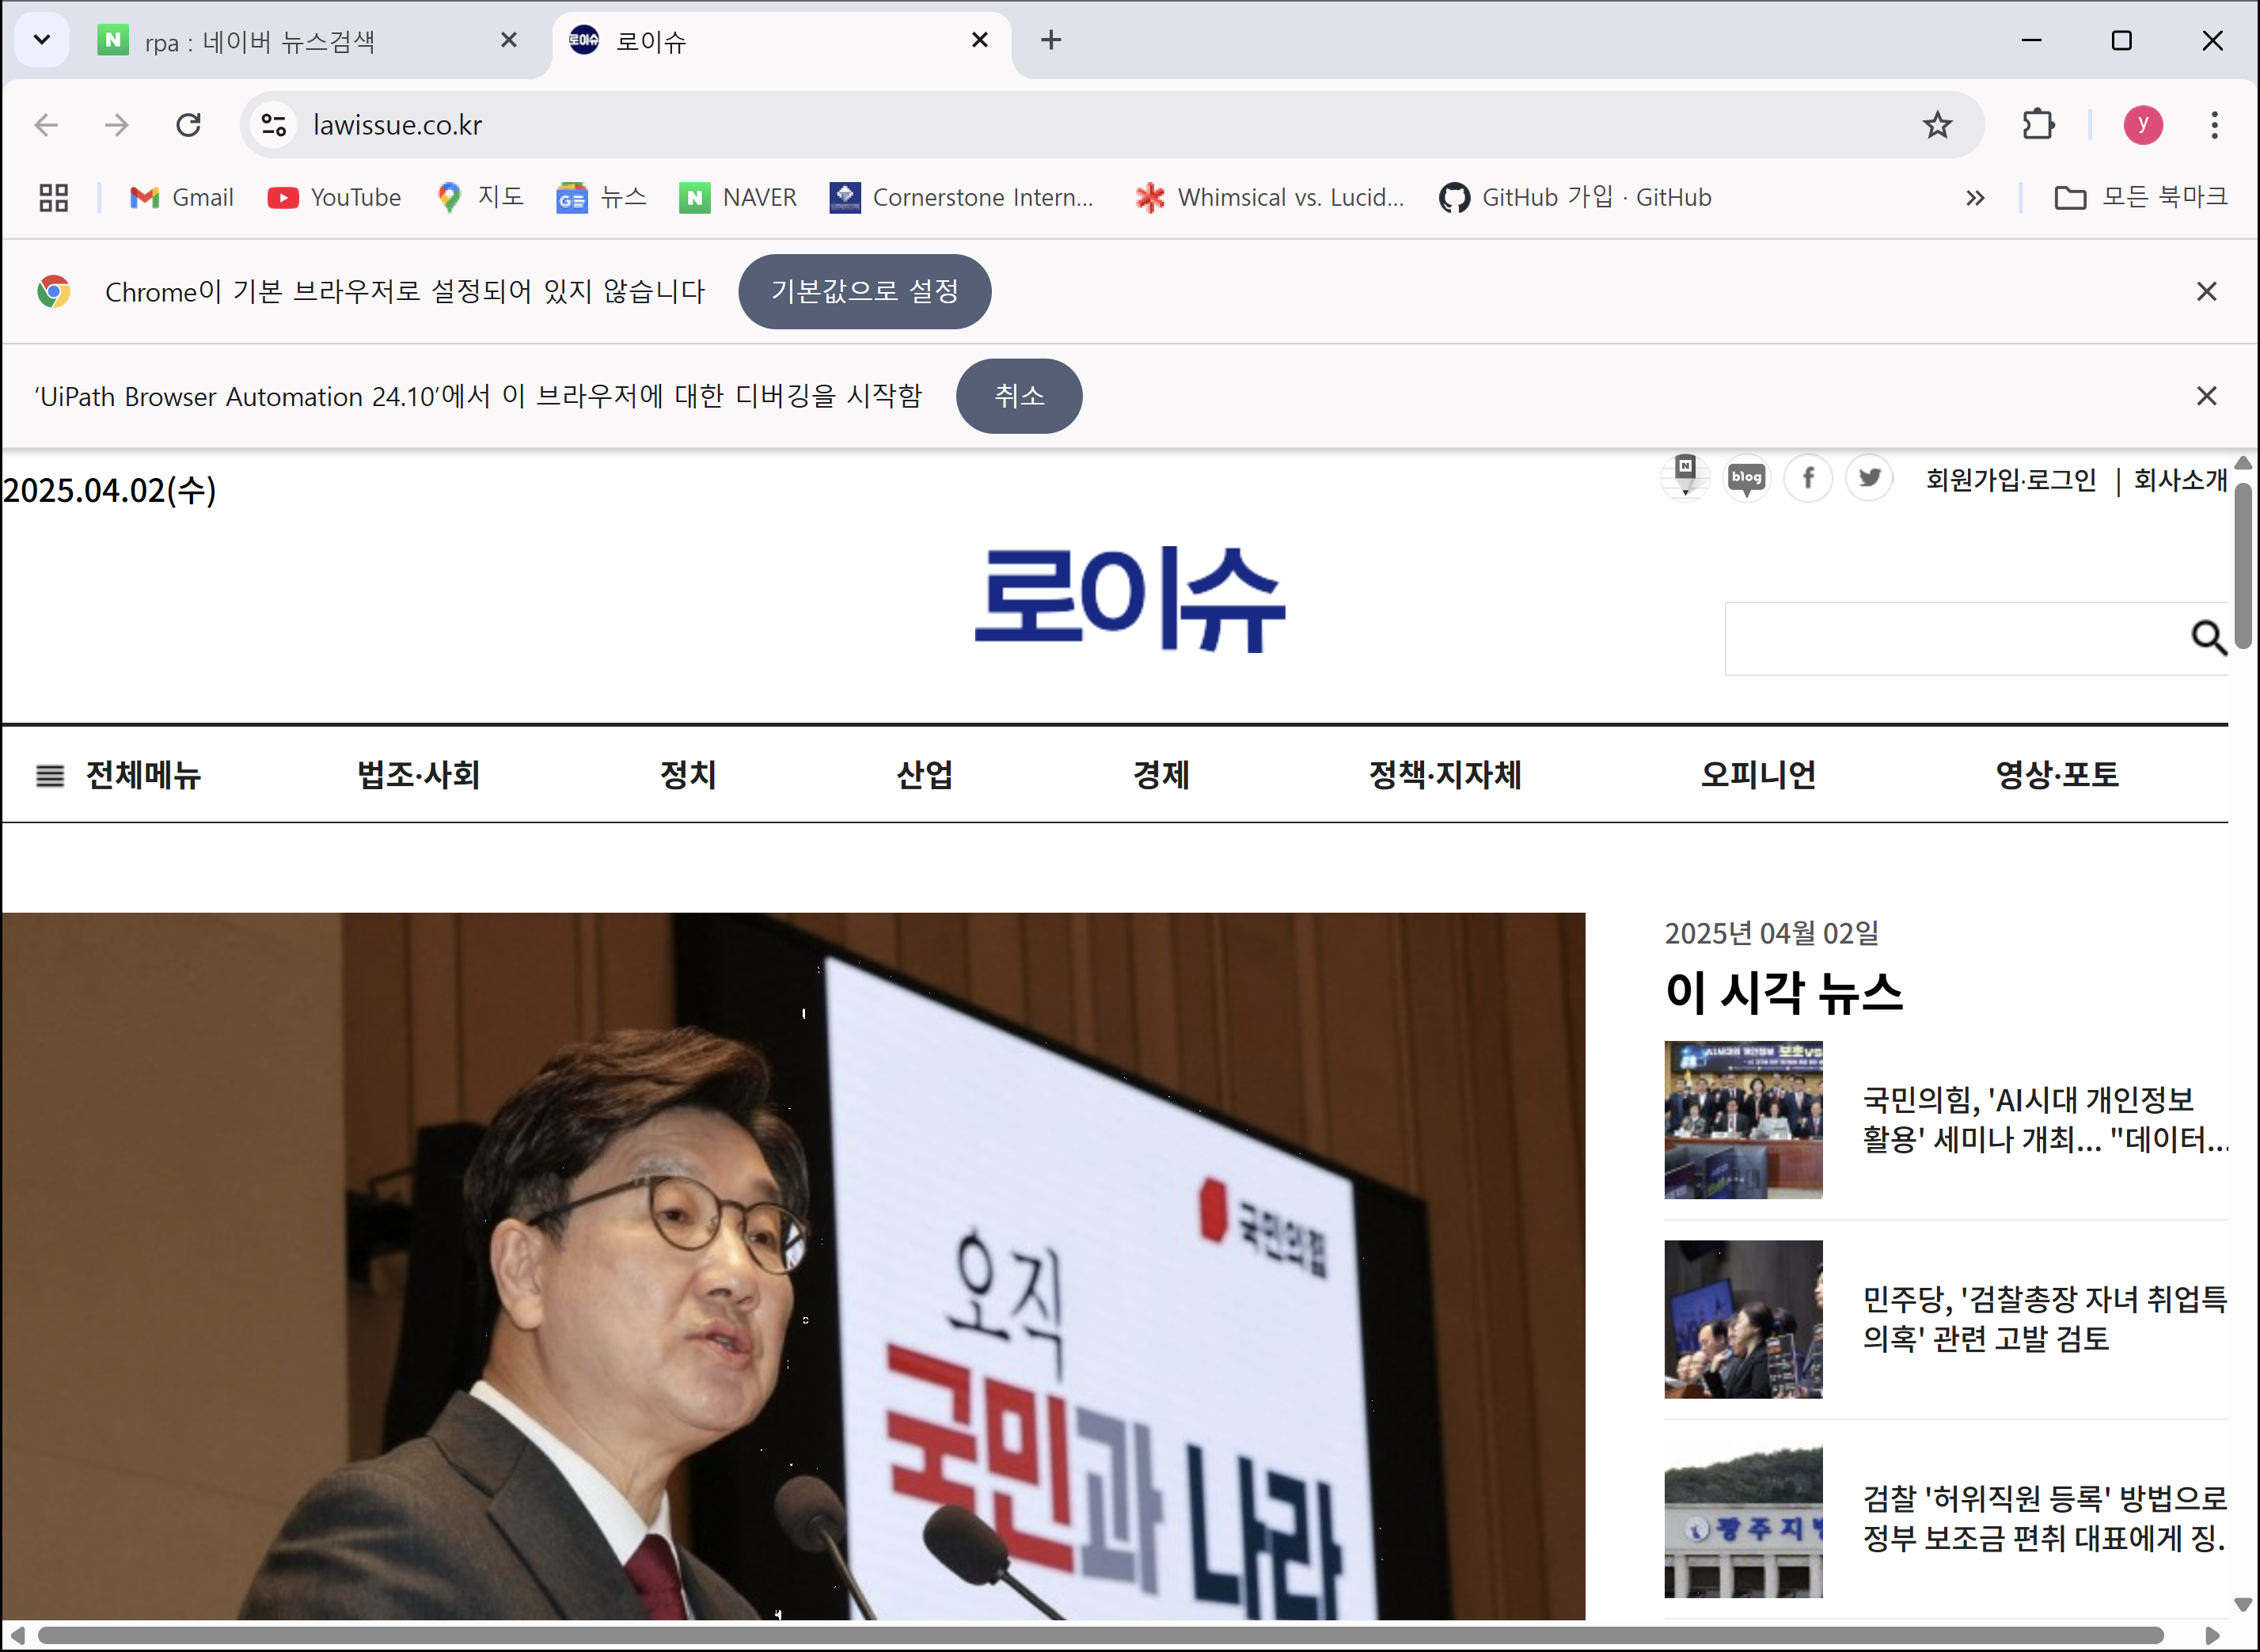 rpa : 네이버 뉴스검색
로이슈 로이슈
lawissue.co.kr
y
Gmail YouTube 지도 뉴스 NAVER Cornerstone Intern... Whimsical vs. Lucid... GitHub 가입 · GitHub 모든 북마크
Chrome이 기본 브라우저로 설정되어 있지 않습니다 기본값으로 설정
‘UiPath Browser Automation 24.10’에서 이 브라우저에 대한 디버깅을 시작함 취소
2025.04.02(수)
N blog f 회원가입·로그인 | 회사소개
로이슈
전체메뉴 법조·사회 정치 산업 경제 정책·지자체 오피니언 영상·포토
국민의힘
오직
국민과 나라
2025년 04월 02일
이 시각 뉴스
국민의힘, 'AI시대 개인정보
활용' 세미나 개최... "데이터...
민주당, '검찰총장 자녀 취업특
의혹' 관련 고발 검토
광주지
검찰 '허위직원 등록' 방법으로
정부 보조금 편취 대표에게 징.